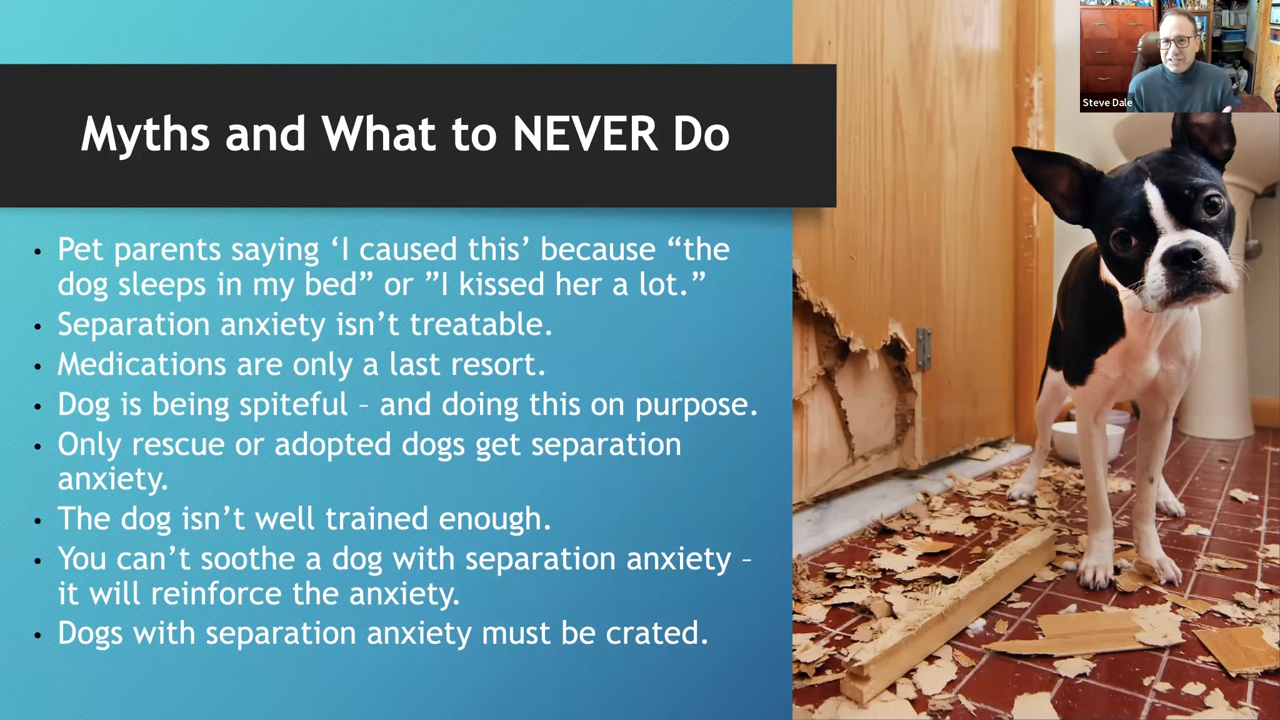 Steve Dale
Myths and What to NEVER Do
• Pet parents saying ‘I caused this’ because “the
dog sleeps in my bed” or ”I kissed her a lot.”
• Separation anxiety isn’t treatable.
• Medications are only a last resort.
• Dog is being spiteful – and doing this on purpose.
• Only rescue or adopted dogs get separation
anxiety.
• The dog isn’t well trained enough.
• You can’t soothe a dog with separation anxiety –
it will reinforce the anxiety.
• Dogs with separation anxiety must be crated.